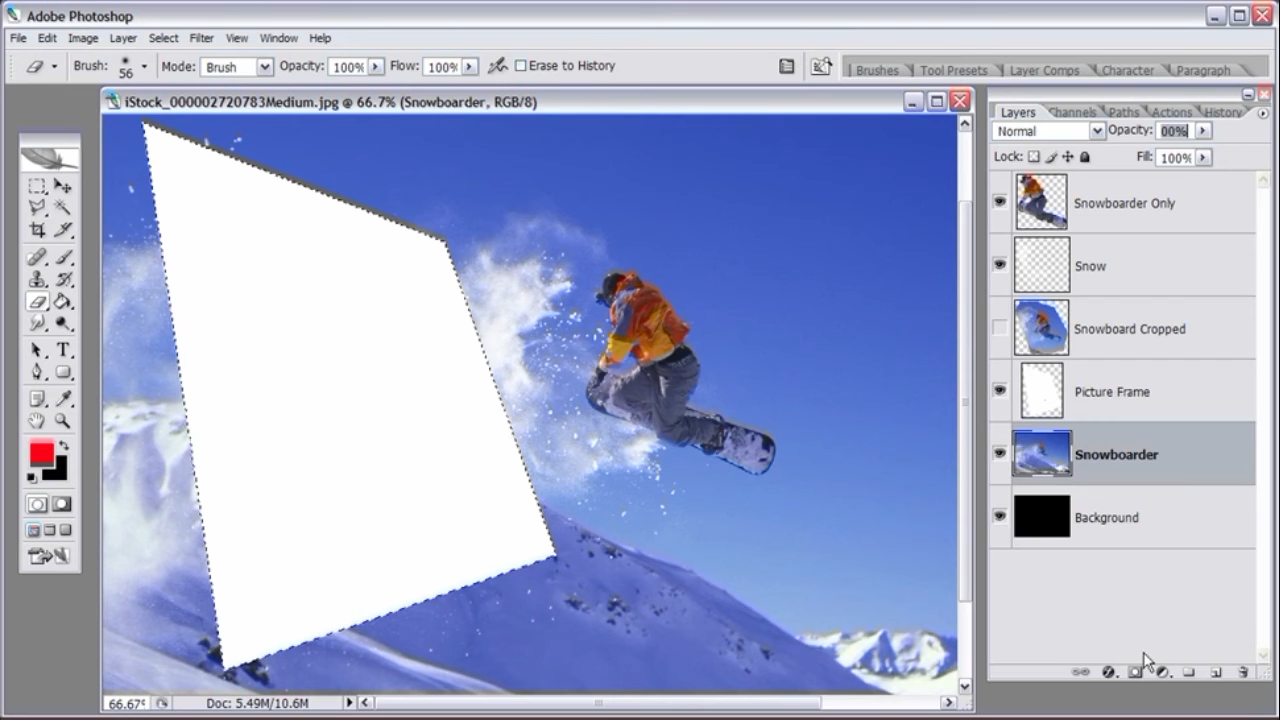 Adobe Photoshop
File Edit Image Layer Select Filter View Window Help
Brush: 56 Mode: Brush Opacity: 100% Flow: 100% Erase to History
Brushes Tool Presets Layer Comps Character Paragraph
iStock_000002720783Medium.jpg @ 66.7% (Snowboarder, RGB/8)
Layers Channels Paths Actions History
Normal Opacity: 00%
Lock: Fill: 100%
Snowboarder Only
Snow
Snowboard Cropped
Picture Frame
Snowboarder
Background
T
66.67% Doc: 5.49M/10.6M